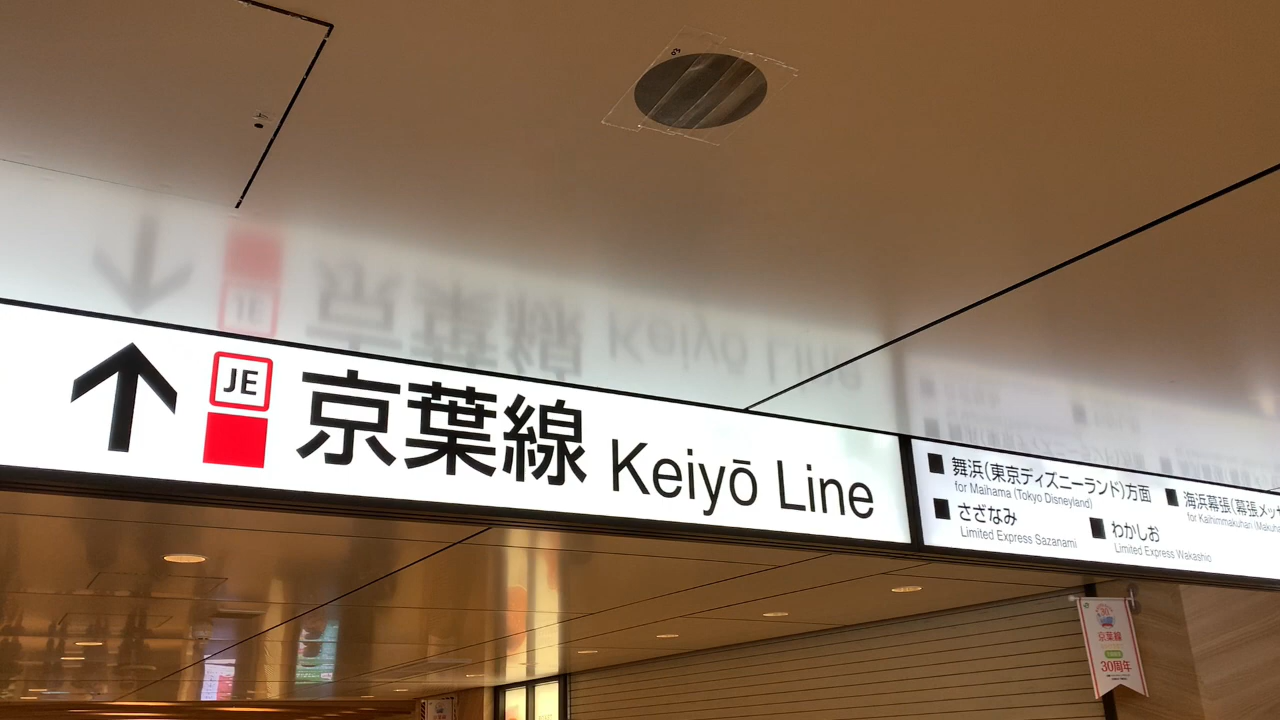 JE
京葉線 Keiyō Line
舞浜(東京ディズニーランド)方面
for Maihama (Tokyo Disneyland)
さざなみ
Limited Express Sazanami
わかしお
Limited Express Wakashio
海浜幕張(幕張メッセ
for Kaihimmakuhari (Makuha
京葉線
30周年